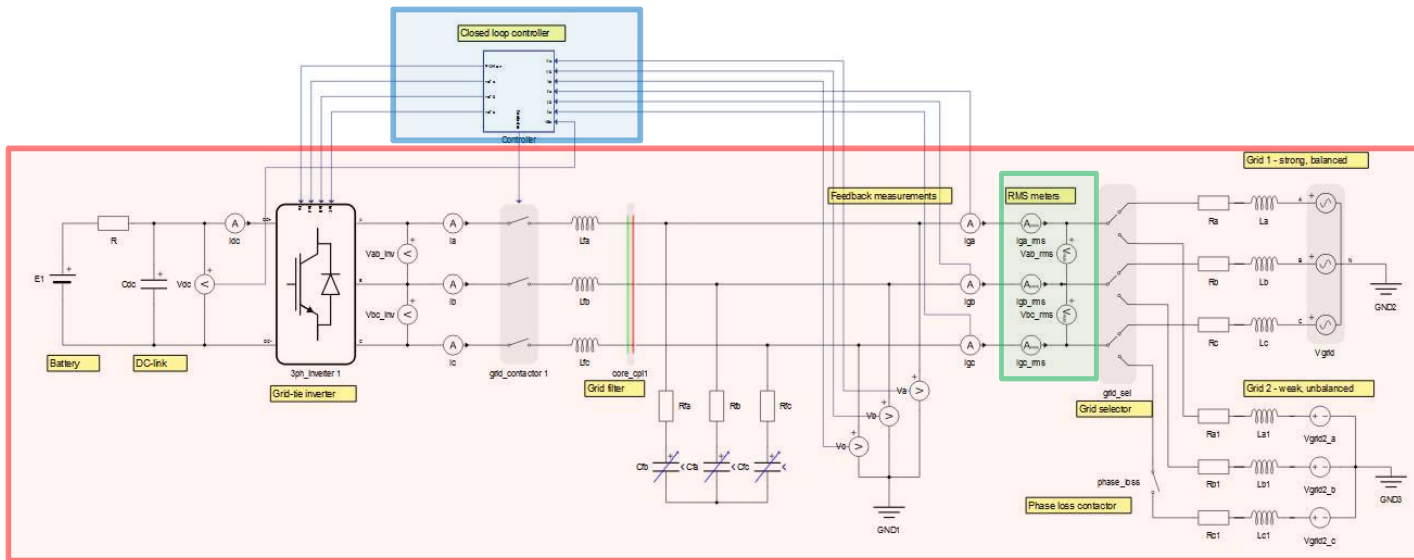 Closed loop controller
Controller
Grid 1 - strong, balanced
Feedback measurements
RMS meters
R
Idc
Ia
Lfa
Iga
Iga_rms
Ra
La
A
Vab_inv
Vab_rms
E1
Cdc
Vdc
Ib
Lfb
Igb
Igb_rms
Rb
Lb
B
N
Vbc_inv
Vbc_rms
GND2
Battery
DC-link
Ic
Lfc
Igc
Igc_rms
Rc
Lc
C
Vgrid
3ph_Inverter 1
grid_contactor 1
core_cpl1
Grid-tie inverter
Grid filter
grid_sel
Grid selector
Grid 2 - weak, unbalanced
Rfa
Rfb
Rfc
Va
Vb
Vc
Ra1
La1
Vgrid2_a
Cfb
Cfa
Cfc
phase_loss
Rb1
Lb1
Vgrid2_b
GND3
Phase loss contactor
GND1
Rc1
Lc1
Vgrid2_c